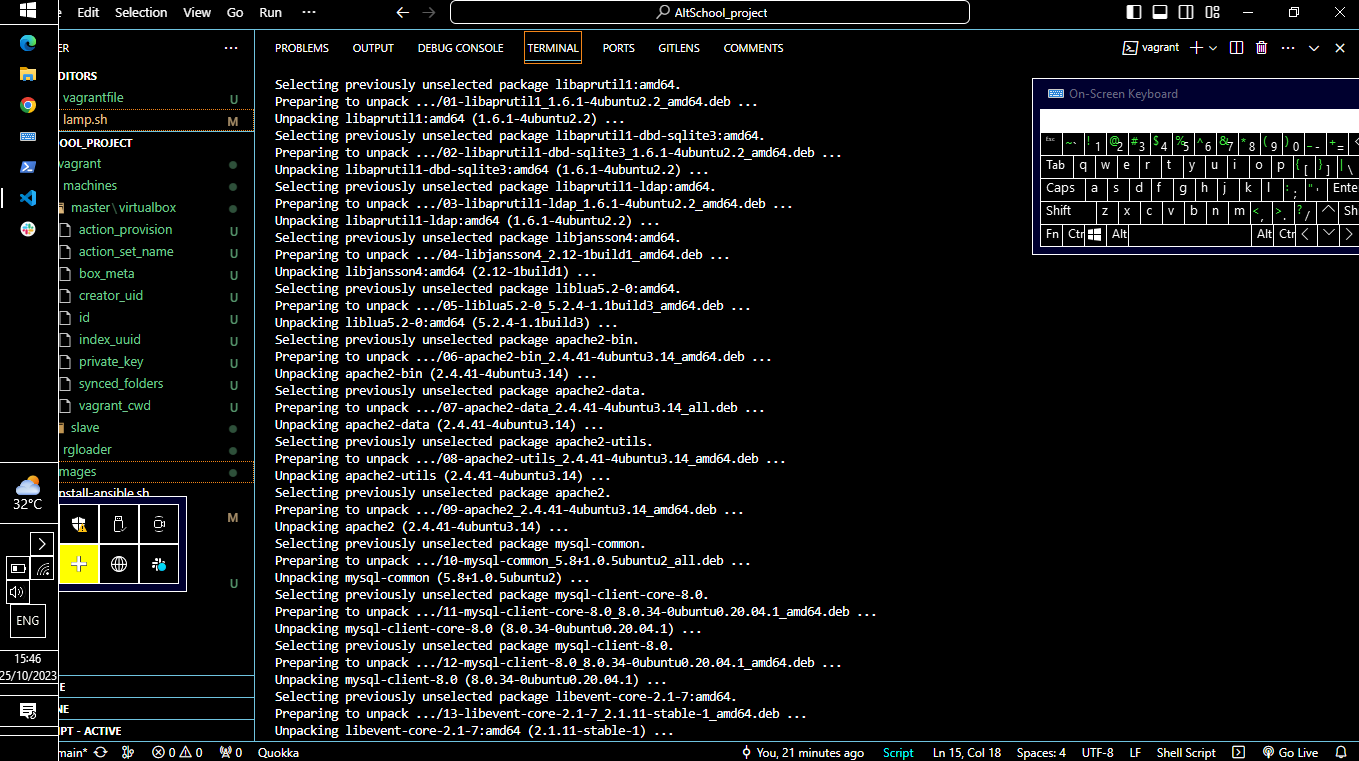 Edit Selection View Go Run ···
AltSchool_project
PROBLEMS OUTPUT DEBUG CONSOLE TERMINAL PORTS GITLENS COMMENTS
vagrant
ER
DITORS
vagrantfile U
lamp.sh M
OOL_PROJECT
vagrant
machines
master\virtualbox
action_provision U
action_set_name U
box_meta U
creator_uid U
id U
index_uuid U
private_key U
synced_folders U
vagrant_cwd U
slave
rgloader
mages
nstall-ansible.sh
M
U
E
NE
PT - ACTIVE
32°C
ENG
15:46
25/10/2023
Selecting previously unselected package libaprutil1:amd64.
Preparing to unpack .../01-libaprutil1_1.6.1-4ubuntu2.2_amd64.deb ...
Unpacking libaprutil1:amd64 (1.6.1-4ubuntu2.2) ...
Selecting previously unselected package libaprutil1-dbd-sqlite3:amd64.
Preparing to unpack .../02-libaprutil1-dbd-sqlite3_1.6.1-4ubuntu2.2_amd64.deb ...
Unpacking libaprutil1-dbd-sqlite3:amd64 (1.6.1-4ubuntu2.2) ...
Selecting previously unselected package libaprutil1-ldap:amd64.
Preparing to unpack .../03-libaprutil1-ldap_1.6.1-4ubuntu2.2_amd64.deb ...
Unpacking libaprutil1-ldap:amd64 (1.6.1-4ubuntu2.2) ...
Selecting previously unselected package libjansson4:amd64.
Preparing to unpack .../04-libjansson4_2.12-1build1_amd64.deb ...
Unpacking libjansson4:amd64 (2.12-1build1) ...
Selecting previously unselected package liblua5.2-0:amd64.
Preparing to unpack .../05-liblua5.2-0_5.2.4-1.1build3_amd64.deb ...
Unpacking liblua5.2-0:amd64 (5.2.4-1.1build3) ...
Selecting previously unselected package apache2-bin.
Preparing to unpack .../06-apache2-bin_2.4.41-4ubuntu3.14_amd64.deb ...
Unpacking apache2-bin (2.4.41-4ubuntu3.14) ...
Selecting previously unselected package apache2-data.
Preparing to unpack .../07-apache2-data_2.4.41-4ubuntu3.14_all.deb ...
Unpacking apache2-data (2.4.41-4ubuntu3.14) ...
Selecting previously unselected package apache2-utils.
Preparing to unpack .../08-apache2-utils_2.4.41-4ubuntu3.14_amd64.deb ...
Unpacking apache2-utils (2.4.41-4ubuntu3.14) ...
Selecting previously unselected package apache2.
Preparing to unpack .../09-apache2_2.4.41-4ubuntu3.14_amd64.deb ...
Unpacking apache2 (2.4.41-4ubuntu3.14) ...
Selecting previously unselected package mysql-common.
Preparing to unpack .../10-mysql-common_5.8+1.0.5ubuntu2_all.deb ...
Unpacking mysql-common (5.8+1.0.5ubuntu2) ...
Selecting previously unselected package mysql-client-core-8.0.
Preparing to unpack .../11-mysql-client-core-8.0_8.0.34-0ubuntu0.20.04.1_amd64.deb ...
Unpacking mysql-client-core-8.0 (8.0.34-0ubuntu0.20.04.1) ...
Selecting previously unselected package mysql-client-8.0.
Preparing to unpack .../12-mysql-client-8.0_8.0.34-0ubuntu0.20.04.1_amd64.deb ...
Unpacking mysql-client-8.0 (8.0.34-0ubuntu0.20.04.1) ...
Selecting previously unselected package libevent-core-2.1-7:amd64.
Preparing to unpack .../13-libevent-core-2.1-7_2.1.11-stable-1_amd64.deb ...
Unpacking libevent-core-2.1-7:amd64 (2.1.11-stable-1) ...
On-Screen Keyboard
Esc ~` !1 @2 #3 $4 %5 ^6 &7 *8 (9 )0 _- +=
Tab q w e r t y u i o p {[ }] |\
Caps a s d f g h j k l :; "' Ente
Shift z x c v b n m <, >. ?/ Sh
Fn Ctr Alt Alt Ctr
main* 0 0 0 Quokka You, 21 minutes ago Script Ln 15, Col 18 Spaces: 4 UTF-8 LF Shell Script Go Live